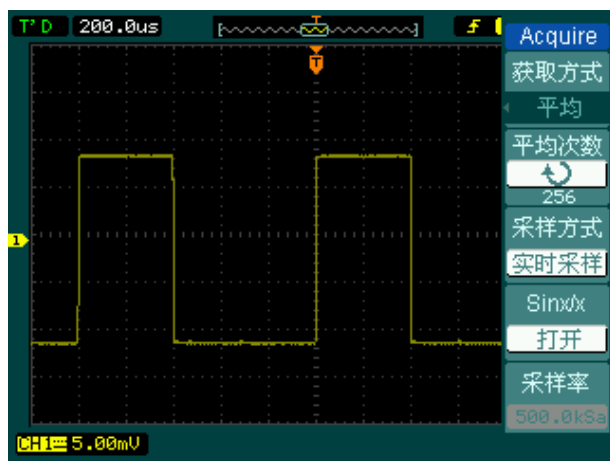 T'D 200.0us
T
T
1
Acquire
获取方式
平均
平均次数
256
采样方式
实时采样
Sinx/x
打开
采样率
500.0kSa
CH1 5.00mV